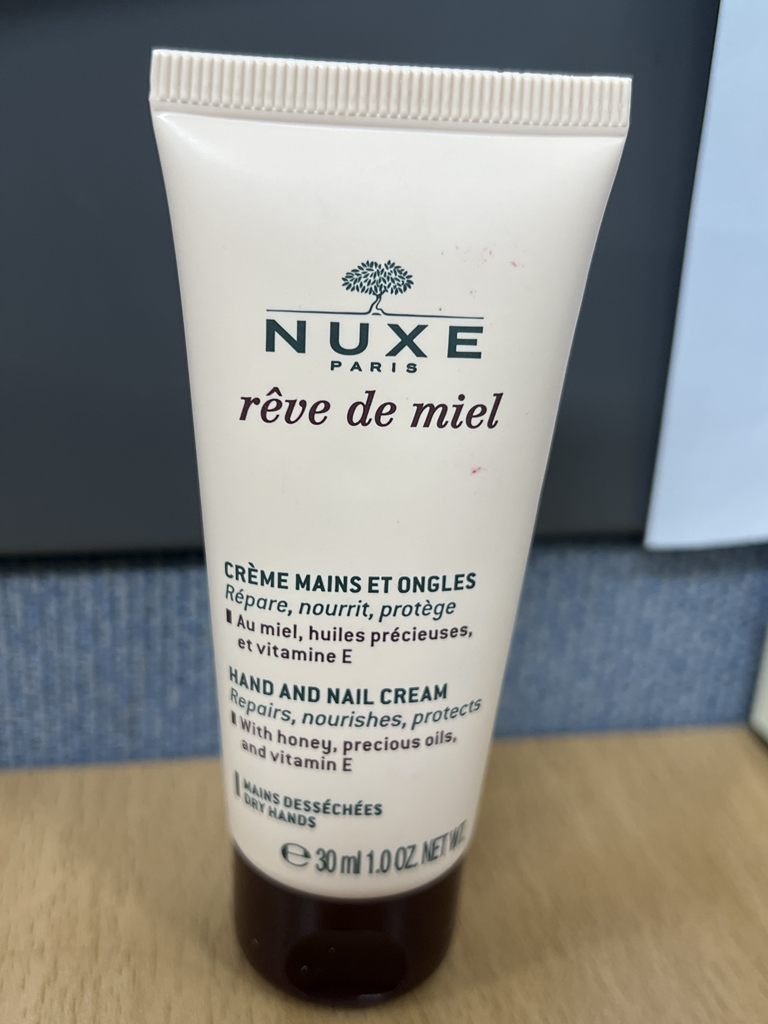 NUXE
PARIS
rêve de miel
CRÈME MAINS ET ONGLES
Répare, nourrit, protège
Au miel, huiles précieuses,
et vitamine E
HAND AND NAIL CREAM
Repairs, nourishes, protects
With honey, precious oils,
and vitamin E
MAINS DESSÉCHÉES
DRY HANDS
℮ 30 ml 1.0 OZ. NET WT.